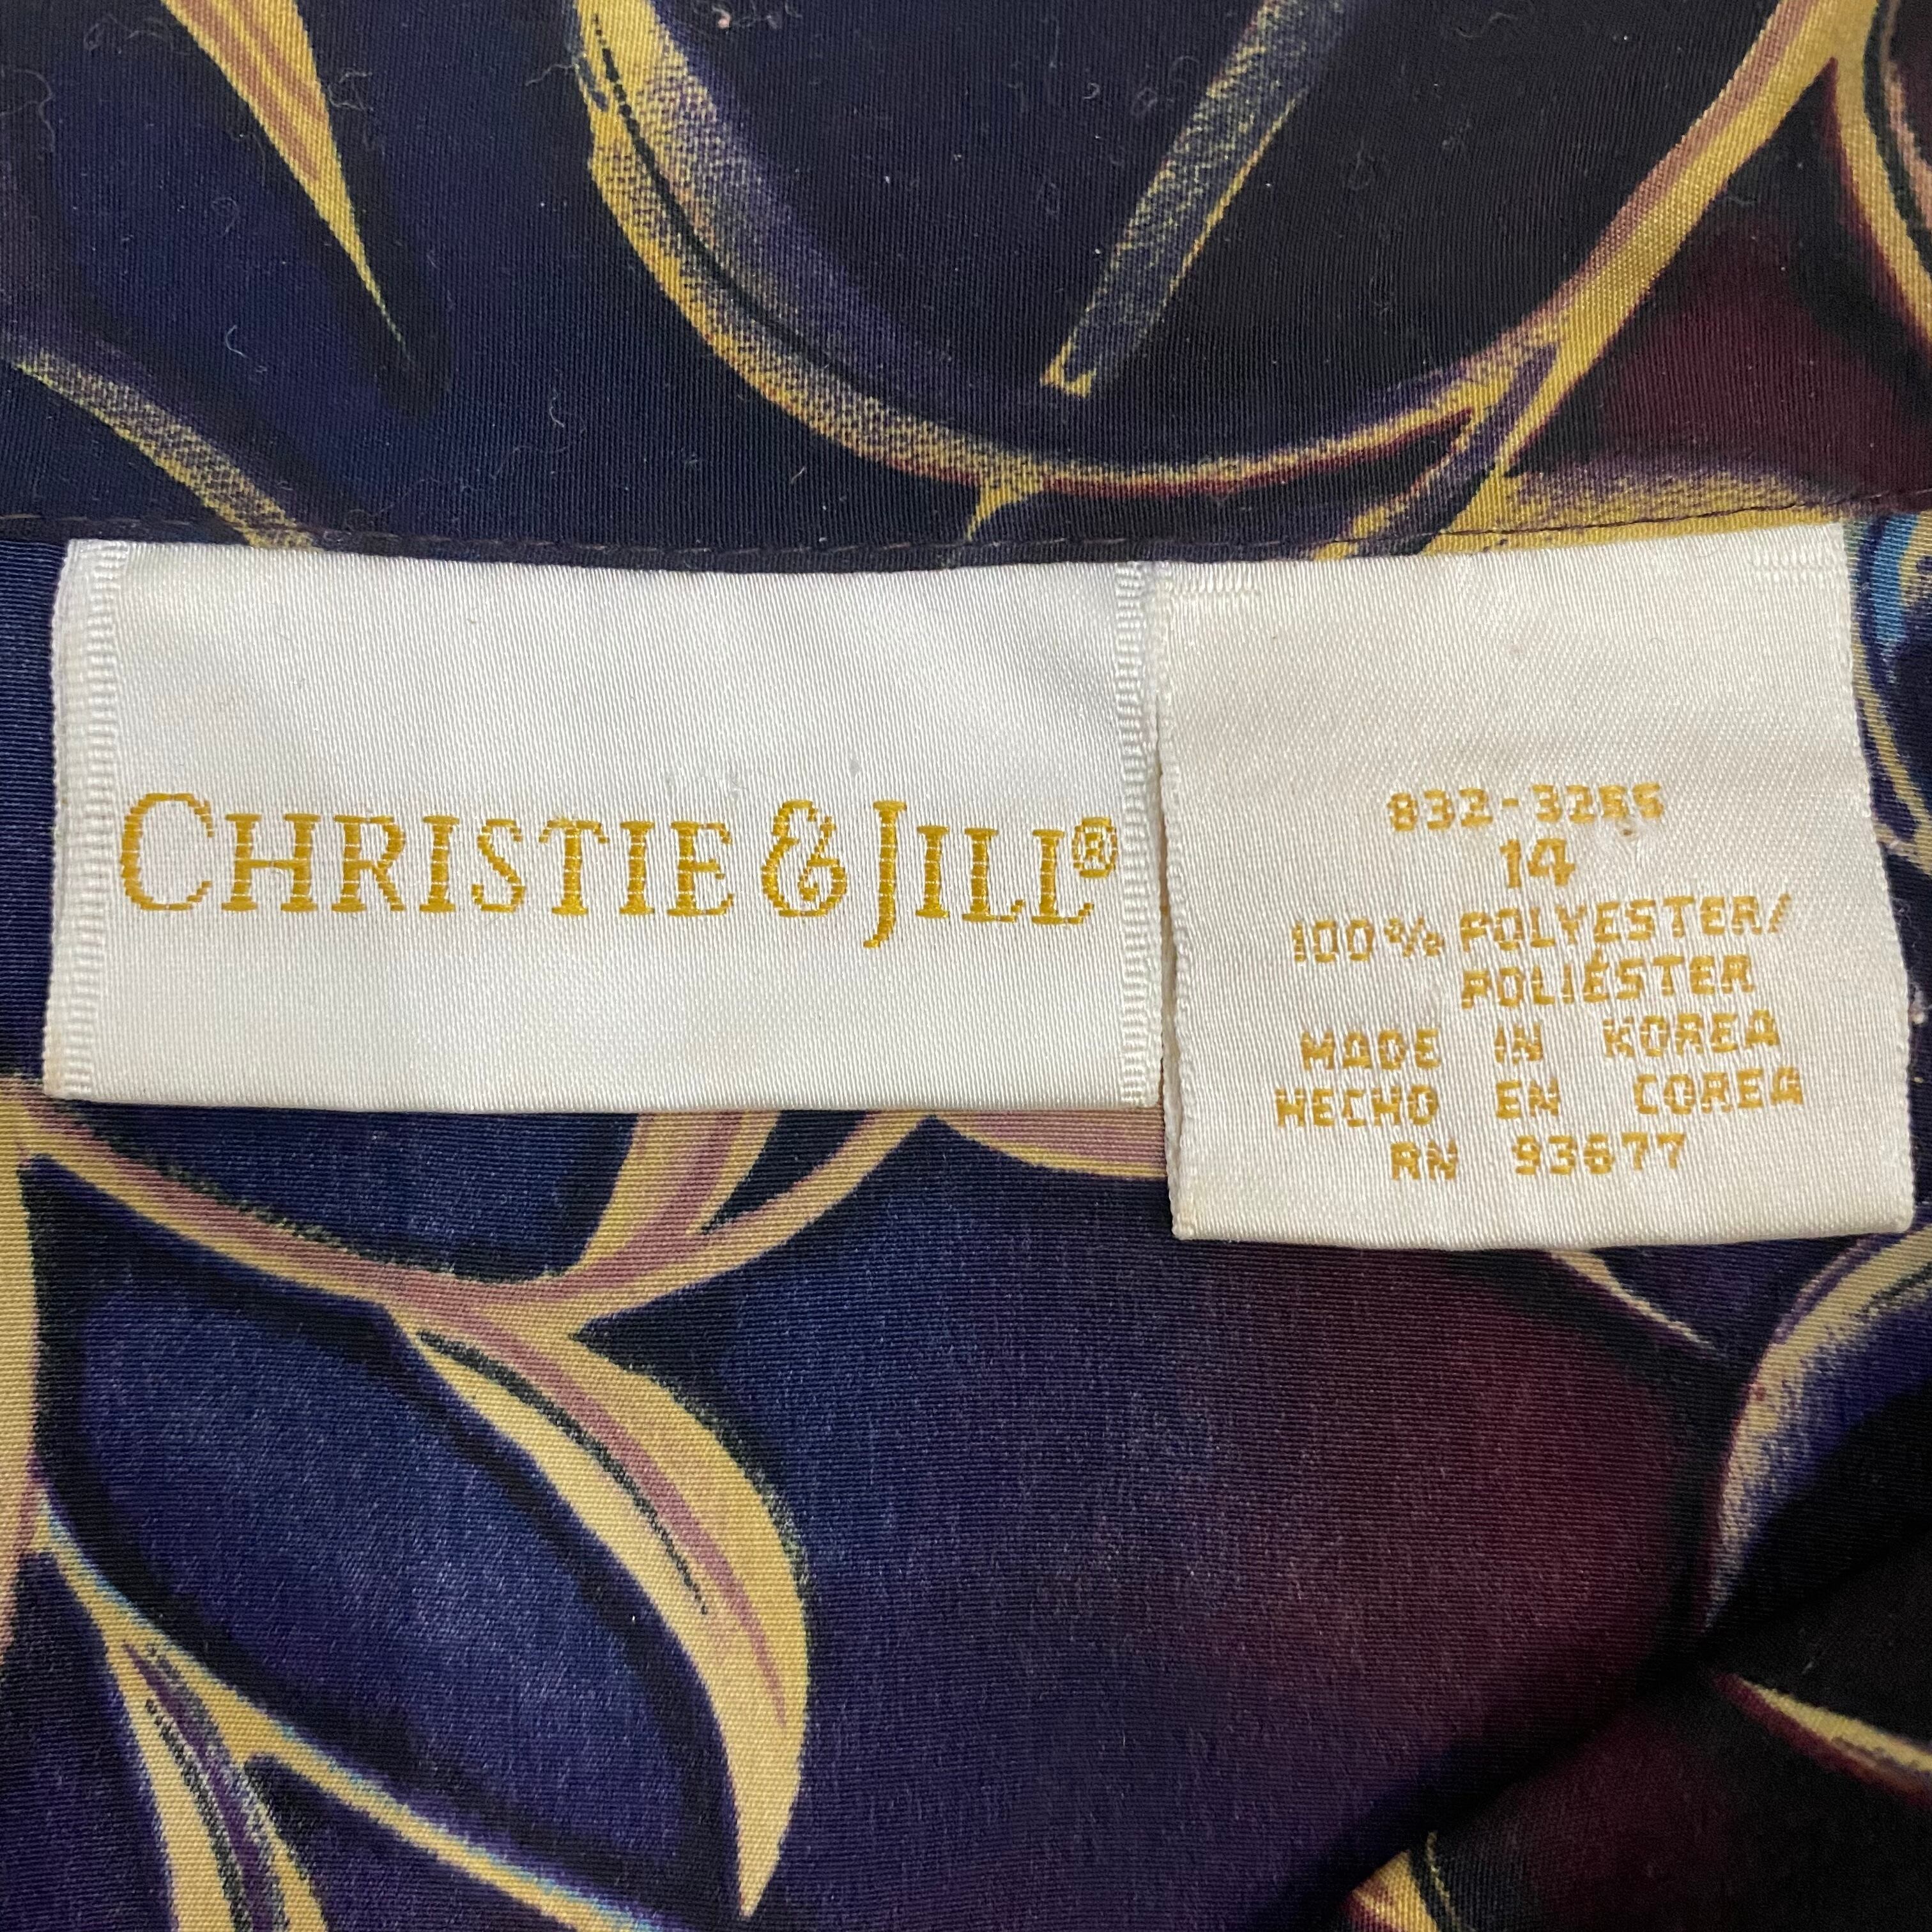 CHRISTIE & JILL®
832-3255
14
100% POLYESTER/
POLIÉSTER
MADE IN KOREA
HECHO EN COREA
RN 93677